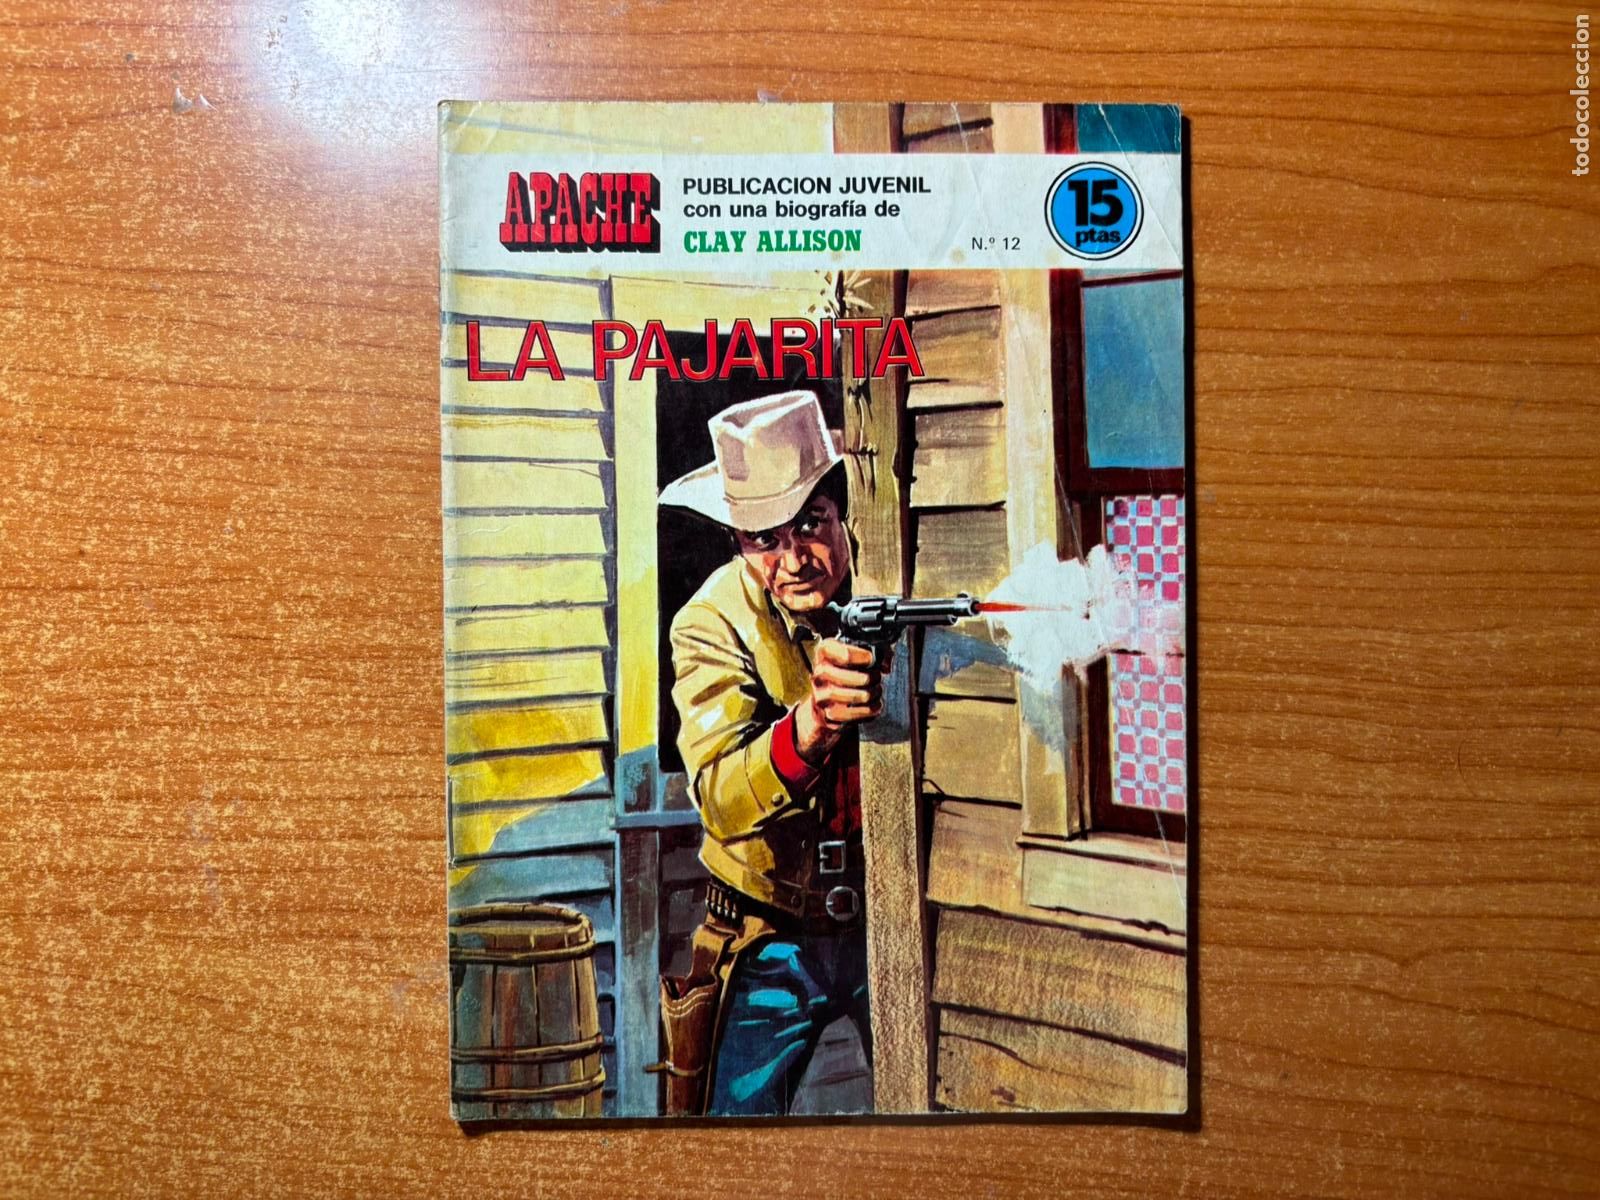 APACHE
PUBLICACION JUVENIL
con una biografía de
CLAY ALLISON
N.º 12
15
ptas
LA PAJARITA
todocoleccion